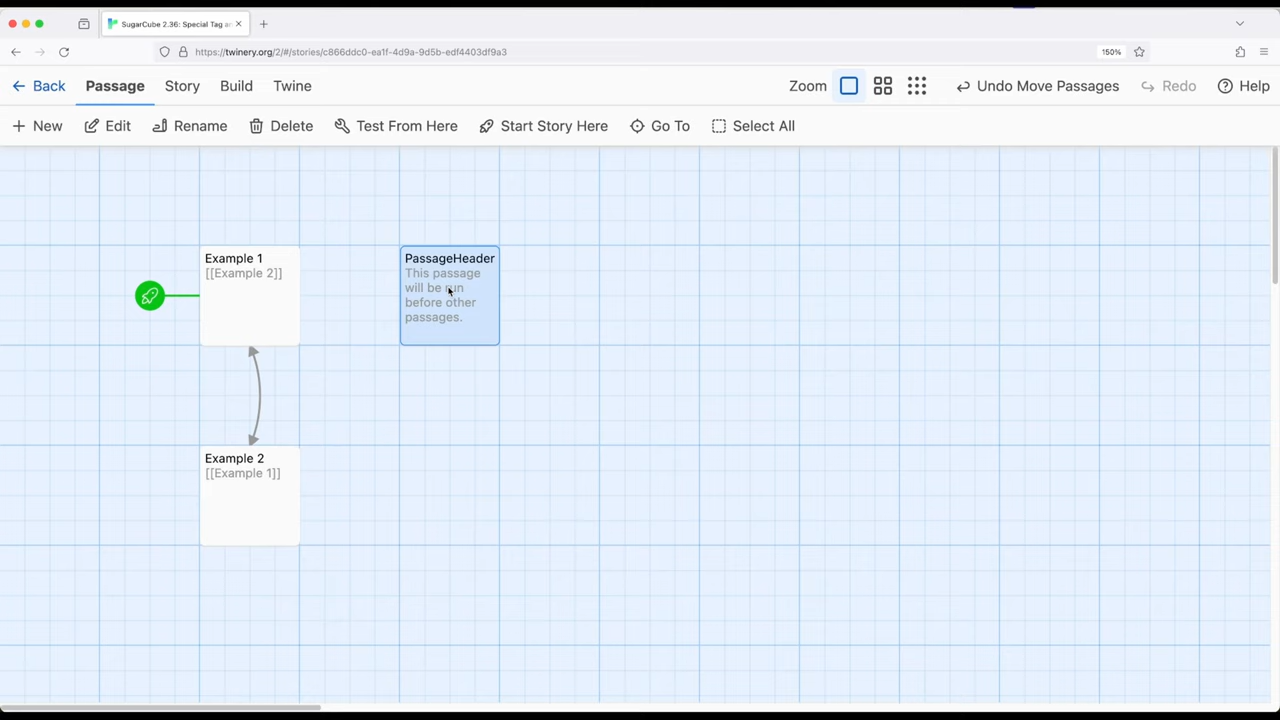 SugarCube 2.36: Special Tag an
https://twinery.org/2/#/stories/c866ddc0-ea1f-4d9a-9d5b-edf4403df9a3
150%
Back
Passage
Story
Build
Twine
Zoom
Undo Move Passages
Redo
Help
New
Edit
Rename
Delete
Test From Here
Start Story Here
Go To
Select All
Example 1
[[Example 2]]
PassageHeader
This passage
will be run
before other
passages.
Example 2
[[Example 1]]